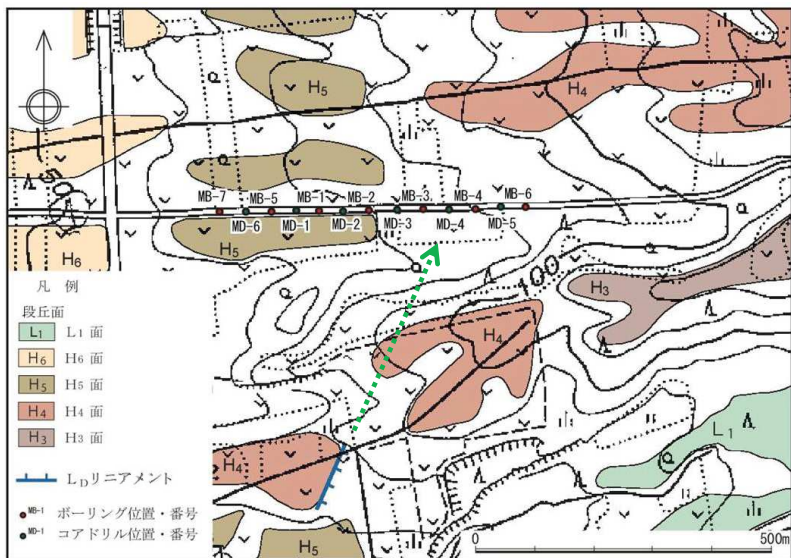 H₅
H₄
150
MB-7
MB-5
MB-1
MB-2
MB-3
MB-4
MB-6
MD-6
MD-1
MD-2
MD-3
MD-4
MD-5
H₅
H₆
100
H₃
H₄
H₄
L₁
H₅
凡 例
段丘面
L₁ L₁ 面
H₆ H₆ 面
H₅ H₅ 面
H₄ H₄ 面
H₃ H₃ 面
L_Dリニアメント
MB-1 ボーリング位置・番号
MD-1 コアドリル位置・番号
0 500m